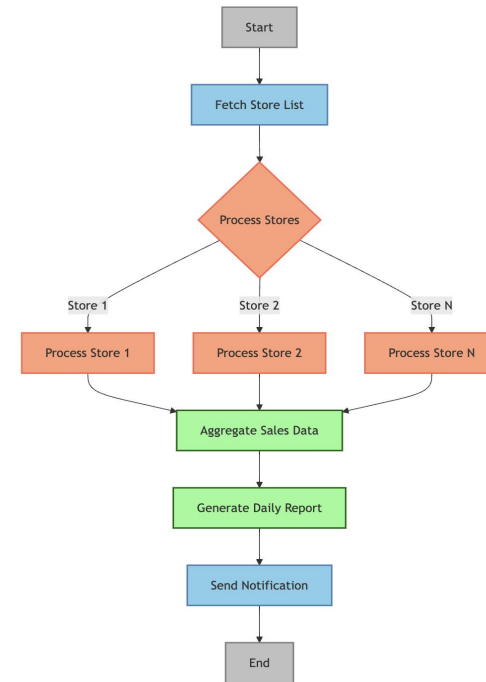 Start
Fetch Store List
Process Stores
Store 1
Store 2
Store N
Process Store 1
Process Store 2
Process Store N
Aggregate Sales Data
Generate Daily Report
Send Notification
End